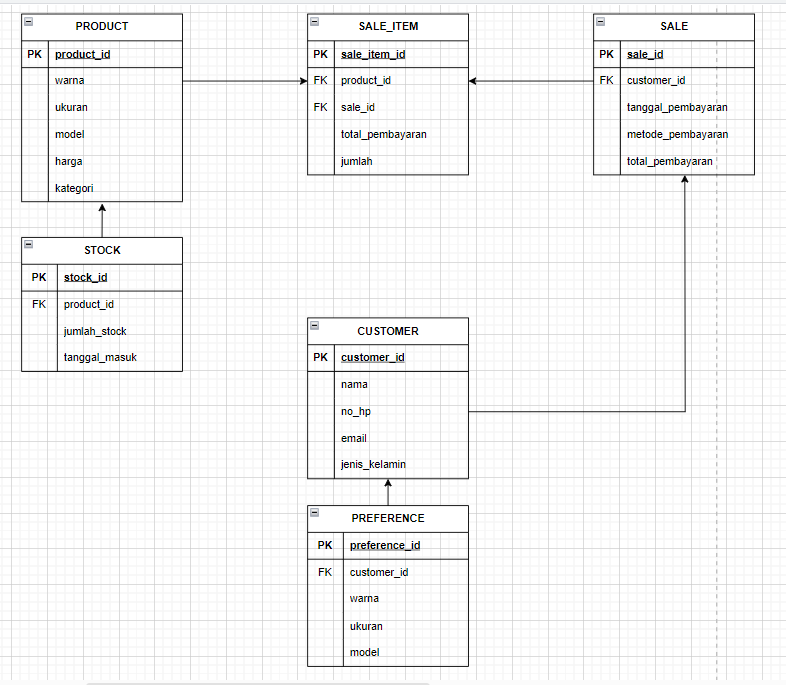 PRODUCT
PK product_id
warna
ukuran
model
harga
kategori
SALE_ITEM
PK sale_item_id
FK product_id
FK sale_id
total_pembayaran
jumlah
SALE
PK sale_id
FK customer_id
tanggal_pembayaran
metode_pembayaran
total_pembayaran
STOCK
PK stock_id
FK product_id
jumlah_stock
tanggal_masuk
CUSTOMER
PK customer_id
nama
no_hp
email
jenis_kelamin
PREFERENCE
PK preference_id
FK customer_id
warna
ukuran
model